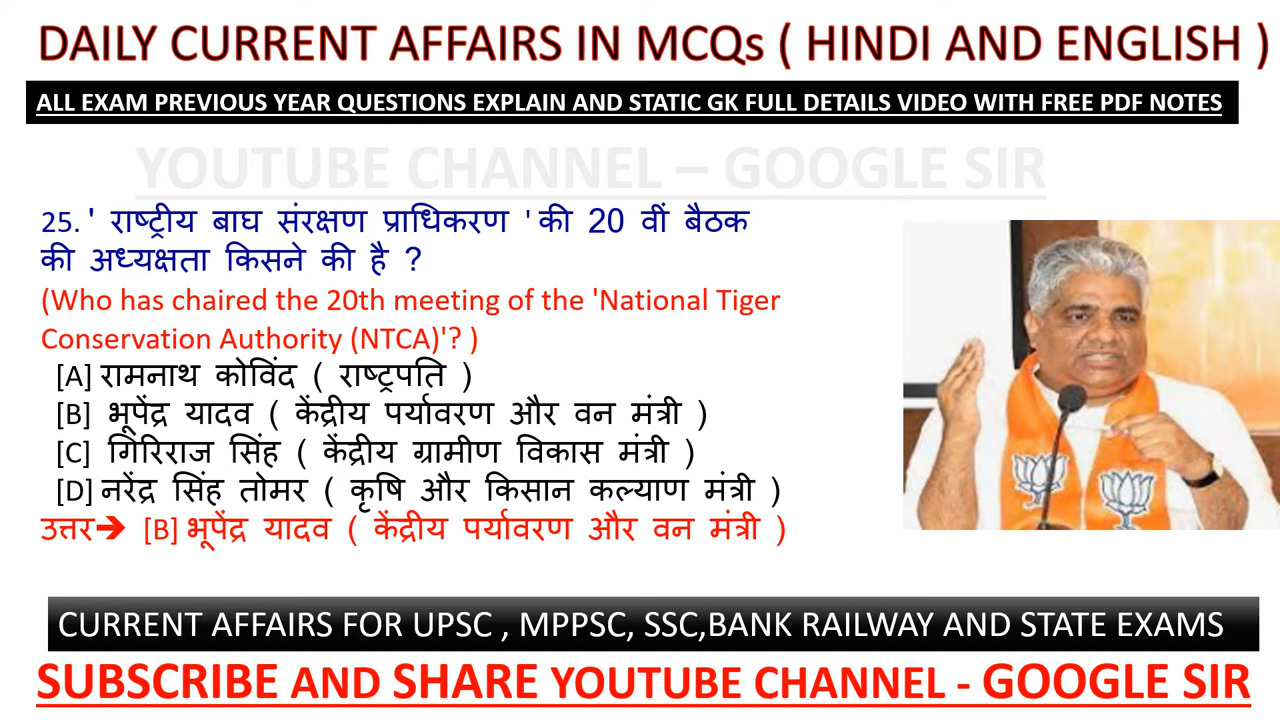 DAILY CURRENT AFFAIRS IN MCQs ( HINDI AND ENGLISH )
ALL EXAM PREVIOUS YEAR QUESTIONS EXPLAIN AND STATIC GK FULL DETAILS VIDEO WITH FREE PDF NOTES
YOUTUBE CHANNEL – GOOGLE SIR
25. ' राष्ट्रीय बाघ संरक्षण प्राधिकरण ' की 20 वीं बैठक
की अध्यक्षता किसने की है ?
(Who has chaired the 20th meeting of the 'National Tiger
Conservation Authority (NTCA)'? )
[A] रामनाथ कोविंद ( राष्ट्रपति )
[B] भूपेंद्र यादव ( केंद्रीय पर्यावरण और वन मंत्री )
[C] गिरिराज सिंह ( केंद्रीय ग्रामीण विकास मंत्री )
[D] नरेंद्र सिंह तोमर ( कृषि और किसान कल्याण मंत्री )
उत्तर➔ [B] भूपेंद्र यादव ( केंद्रीय पर्यावरण और वन मंत्री )
CURRENT AFFAIRS FOR UPSC , MPPSC, SSC,BANK RAILWAY AND STATE EXAMS
SUBSCRIBE AND SHARE YOUTUBE CHANNEL - GOOGLE SIR